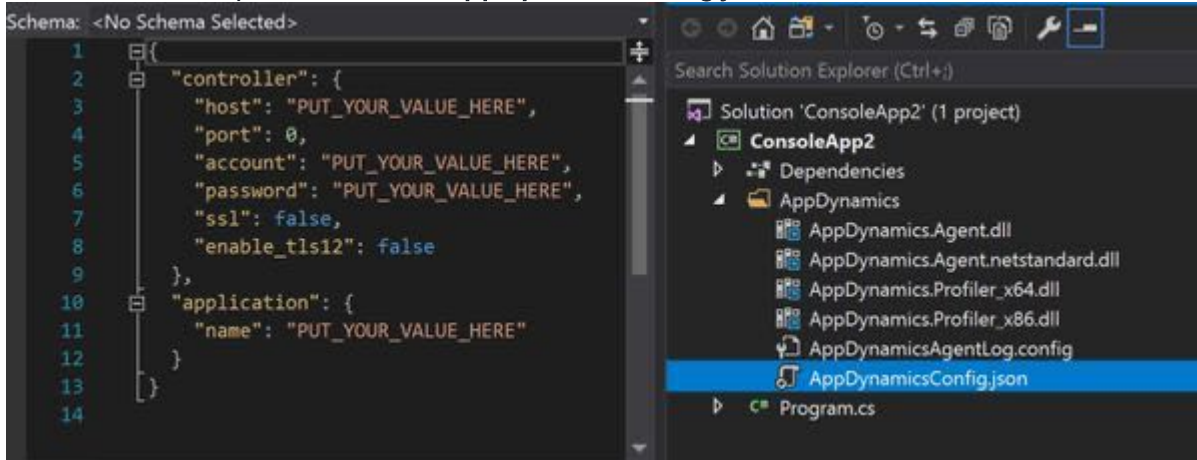 Schema: <No Schema Selected>
1 {
2 "controller": {
3 "host": "PUT_YOUR_VALUE_HERE",
4 "port": 0,
5 "account": "PUT_YOUR_VALUE_HERE",
6 "password": "PUT_YOUR_VALUE_HERE",
7 "ssl": false,
8 "enable_tls12": false
9 },
10 "application": {
11 "name": "PUT_YOUR_VALUE_HERE"
12 }
13 }
14
Search Solution Explorer (Ctrl+;)
Solution 'ConsoleApp2' (1 project)
C# ConsoleApp2
Dependencies
AppDynamics
AppDynamics.Agent.dll
AppDynamics.Agent.netstandard.dll
AppDynamics.Profiler_x64.dll
AppDynamics.Profiler_x86.dll
AppDynamicsAgentLog.config
AppDynamicsConfig.json
C# Program.cs